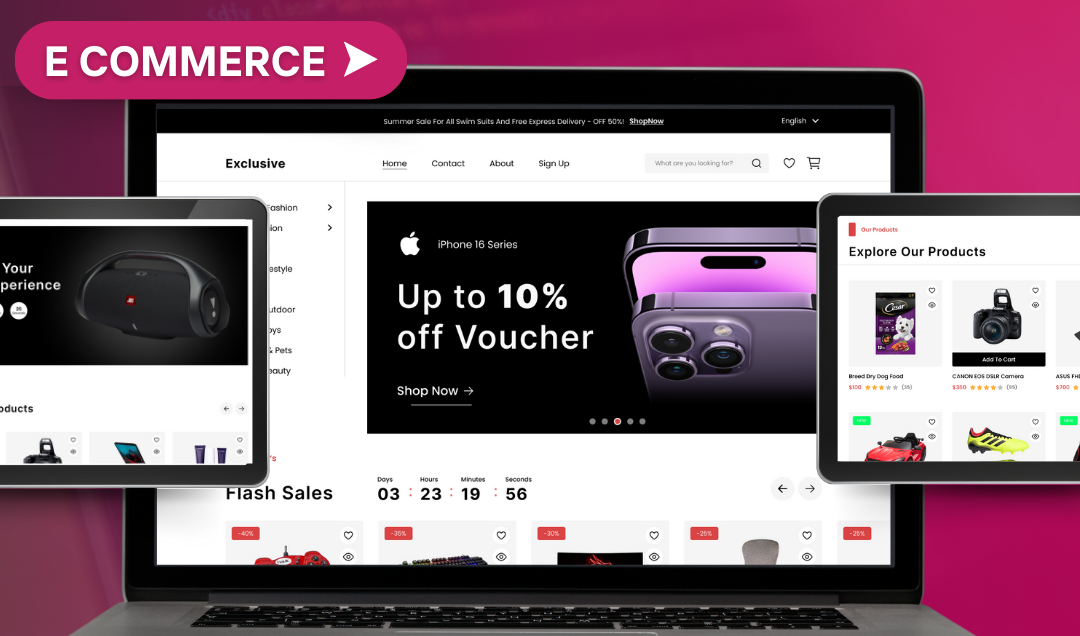 E COMMERCE
Summer Sale For All Swim Suits And Free Express Delivery - OFF 50%! ShopNow
English
Exclusive
Home
Contact
About
Sign Up
What are you looking for?
ashion
ion
estyle
utdoor
oys
& Pets
eauty
iPhone 16 Series
Up to 10%
off Voucher
Shop Now
's
Flash Sales
Days
Hours
Minutes
Seconds
03 : 23 : 19 : 56
-40%
-35%
-30%
-25%
-25%
Your
perience
JBL
oducts
Our Products
Explore Our Products
Cesar
Add To Cart
Breed Dry Dog Food
$100
(35)
CANON EOS DSLR Camera
$360
(95)
ASUS FHD
$700
NEW
NEW